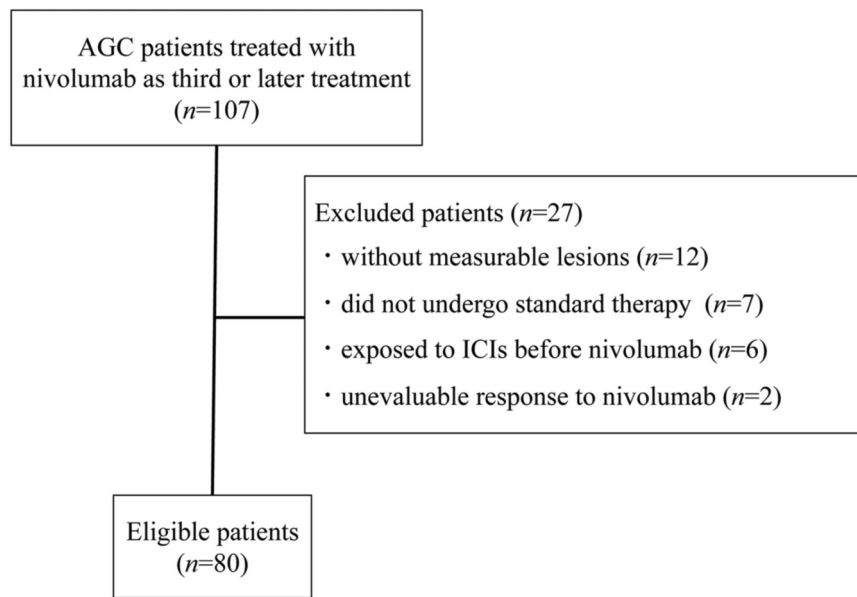 AGC patients treated with
nivolumab as third or later treatment
(n=107)
Excluded patients (n=27)
・without measurable lesions (n=12)
・did not undergo standard therapy (n=7)
・exposed to ICIs before nivolumab (n=6)
・unevaluable response to nivolumab (n=2)
Eligible patients
(n=80)